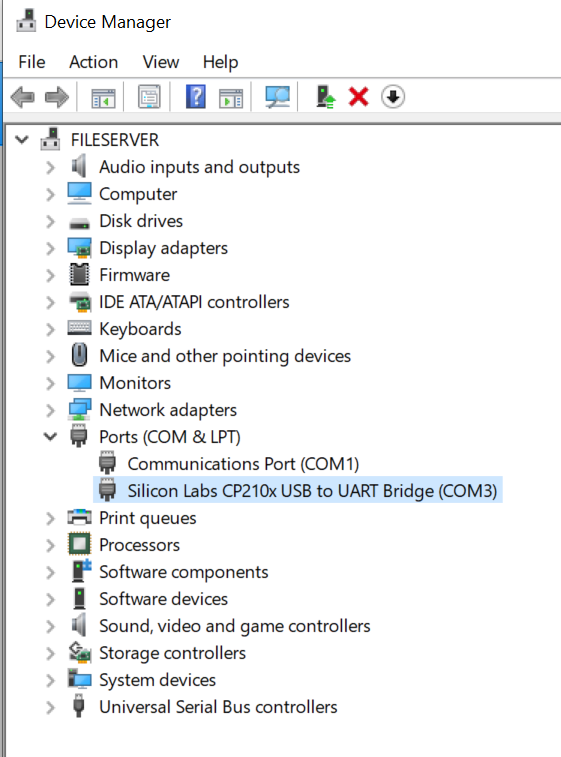 Device Manager
File Action View Help
FILESERVER
Audio inputs and outputs
Computer
Disk drives
Display adapters
Firmware
IDE ATA/ATAPI controllers
Keyboards
Mice and other pointing devices
Monitors
Network adapters
Ports (COM & LPT)
Communications Port (COM1)
Silicon Labs CP210x USB to UART Bridge (COM3)
Print queues
Processors
Software components
Software devices
Sound, video and game controllers
Storage controllers
System devices
Universal Serial Bus controllers